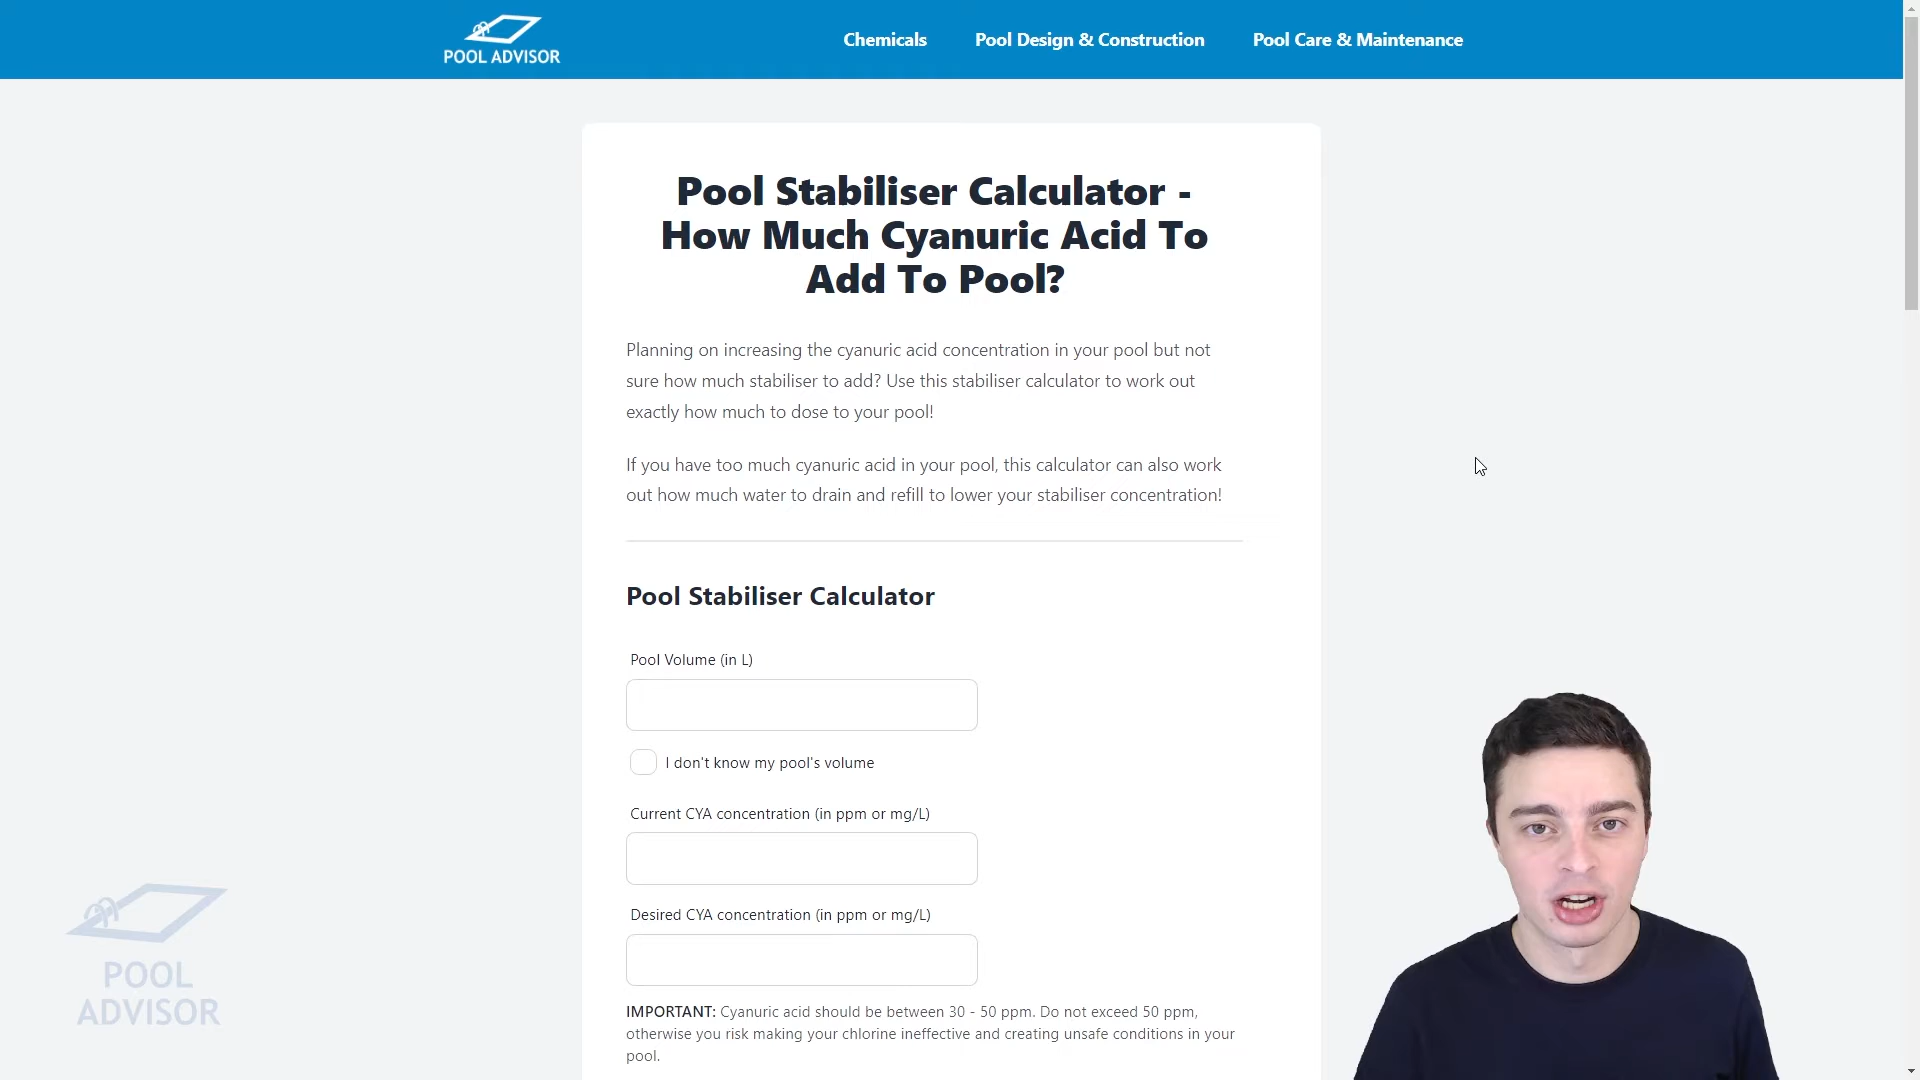 POOL ADVISOR
Chemicals
Pool Design & Construction
Pool Care & Maintenance
Pool Stabiliser Calculator -
How Much Cyanuric Acid To
Add To Pool?
Planning on increasing the cyanuric acid concentration in your pool but not
sure how much stabiliser to add? Use this stabiliser calculator to work out
exactly how much to dose to your pool!
If you have too much cyanuric acid in your pool, this calculator can also work
out how much water to drain and refill to lower your stabiliser concentration!
Pool Stabiliser Calculator
Pool Volume (in L)
I don't know my pool's volume
Current CYA concentration (in ppm or mg/L)
Desired CYA concentration (in ppm or mg/L)
IMPORTANT: Cyanuric acid should be between 30 - 50 ppm. Do not exceed 50 ppm,
otherwise you risk making your chlorine ineffective and creating unsafe conditions in your
pool.
POOL
ADVISOR